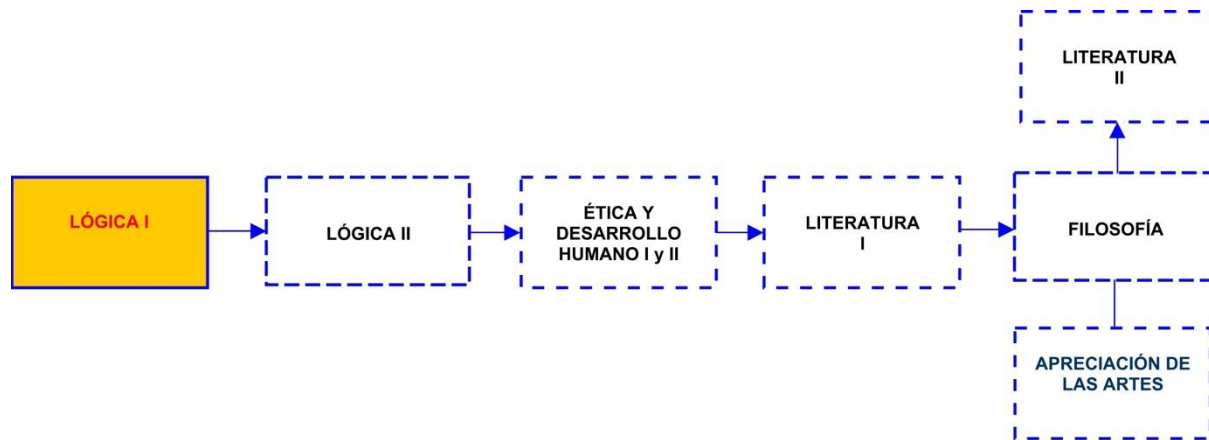 LITERATURA
II
LÓGICA I
LÓGICA II
ÉTICA Y
DESARROLLO
HUMANO I y II
LITERATURA
I
FILOSOFÍA
APRECIACIÓN DE
LAS ARTES